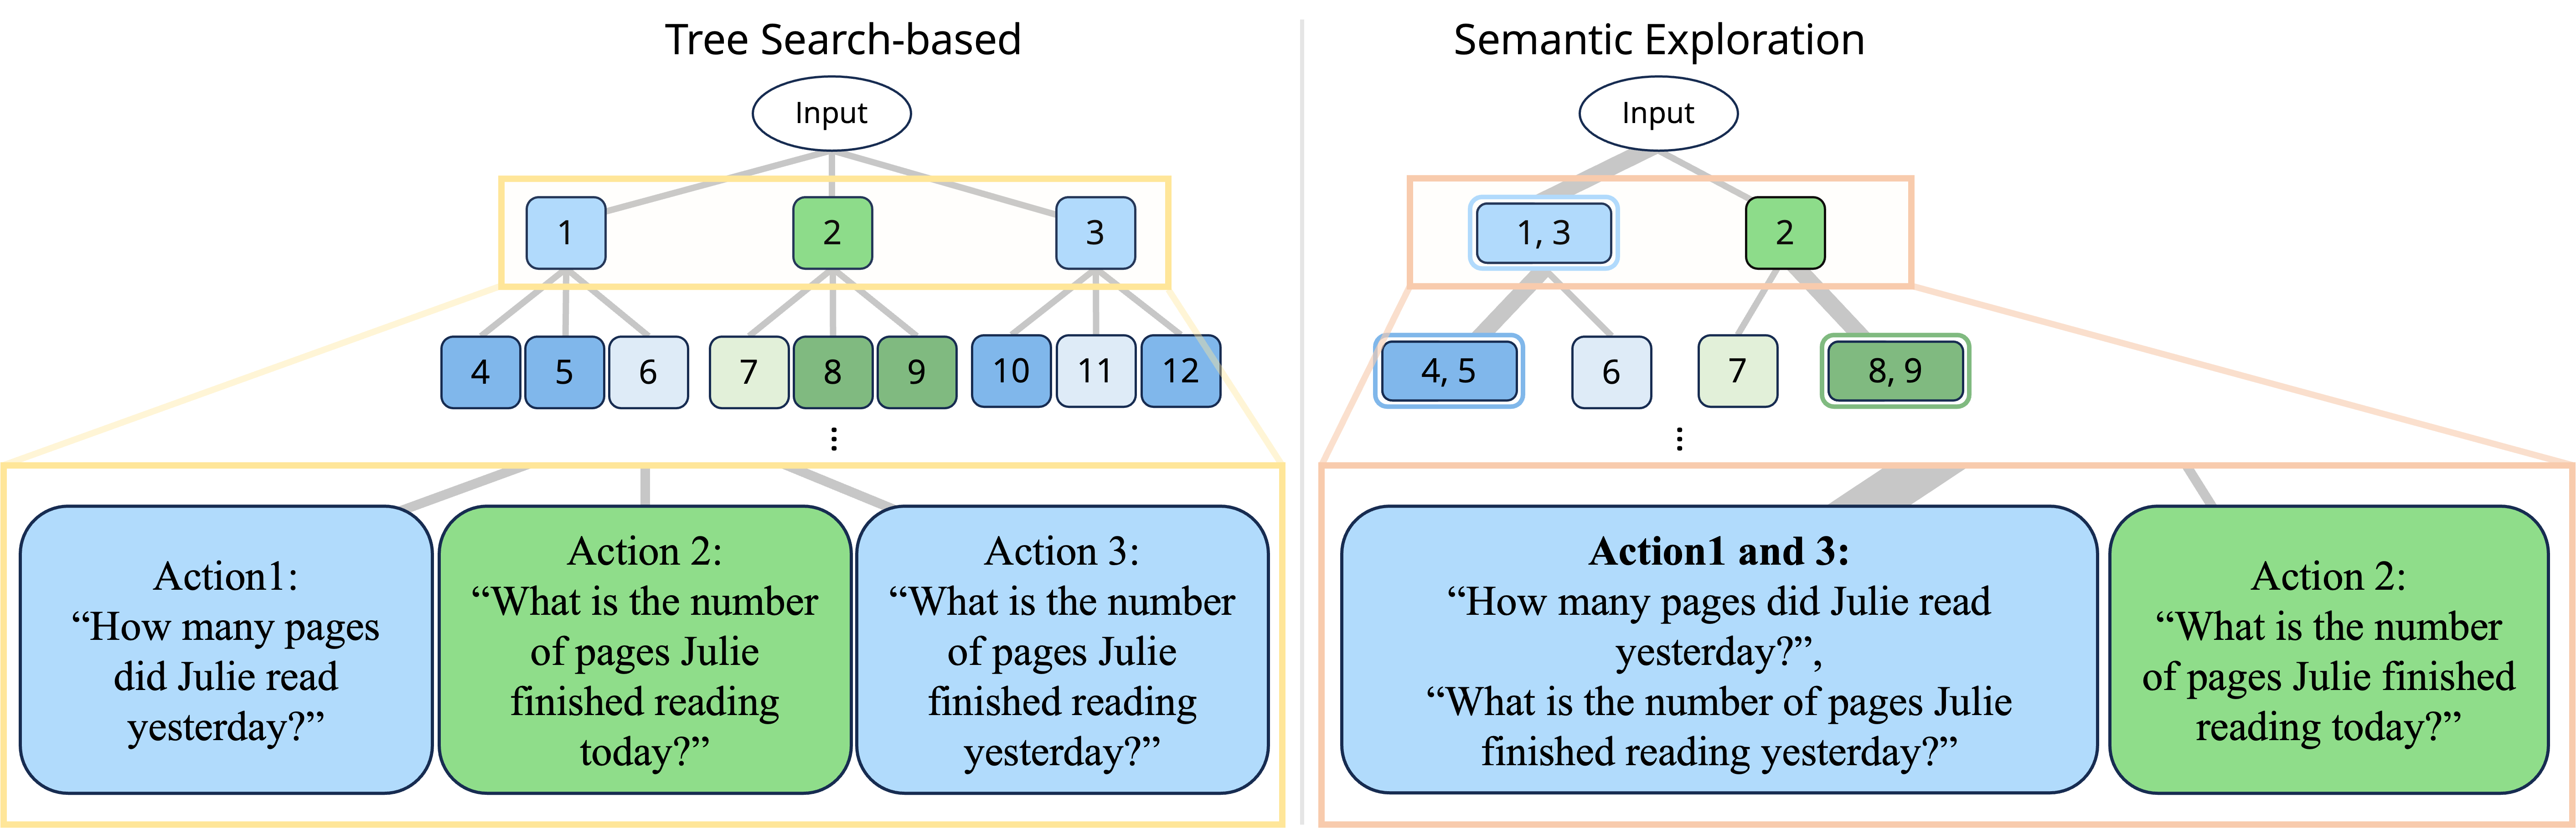 Tree Search-based
Input
1
2
3
4
5
6
7
8
9
10
11
12
⋮
Action1:
“How many pages
did Julie read
yesterday?”
Action 2:
“What is the number
of pages Julie
finished reading
today?”
Action 3:
“What is the number
of pages Julie
finished reading
yesterday?”
Semantic Exploration
Input
1, 3
2
4, 5
6
7
8, 9
⋮
Action1 and 3:
“How many pages did Julie read
yesterday?”,
“What is the number of pages Julie
finished reading yesterday?”
Action 2:
“What is the number
of pages Julie finished
reading today?”